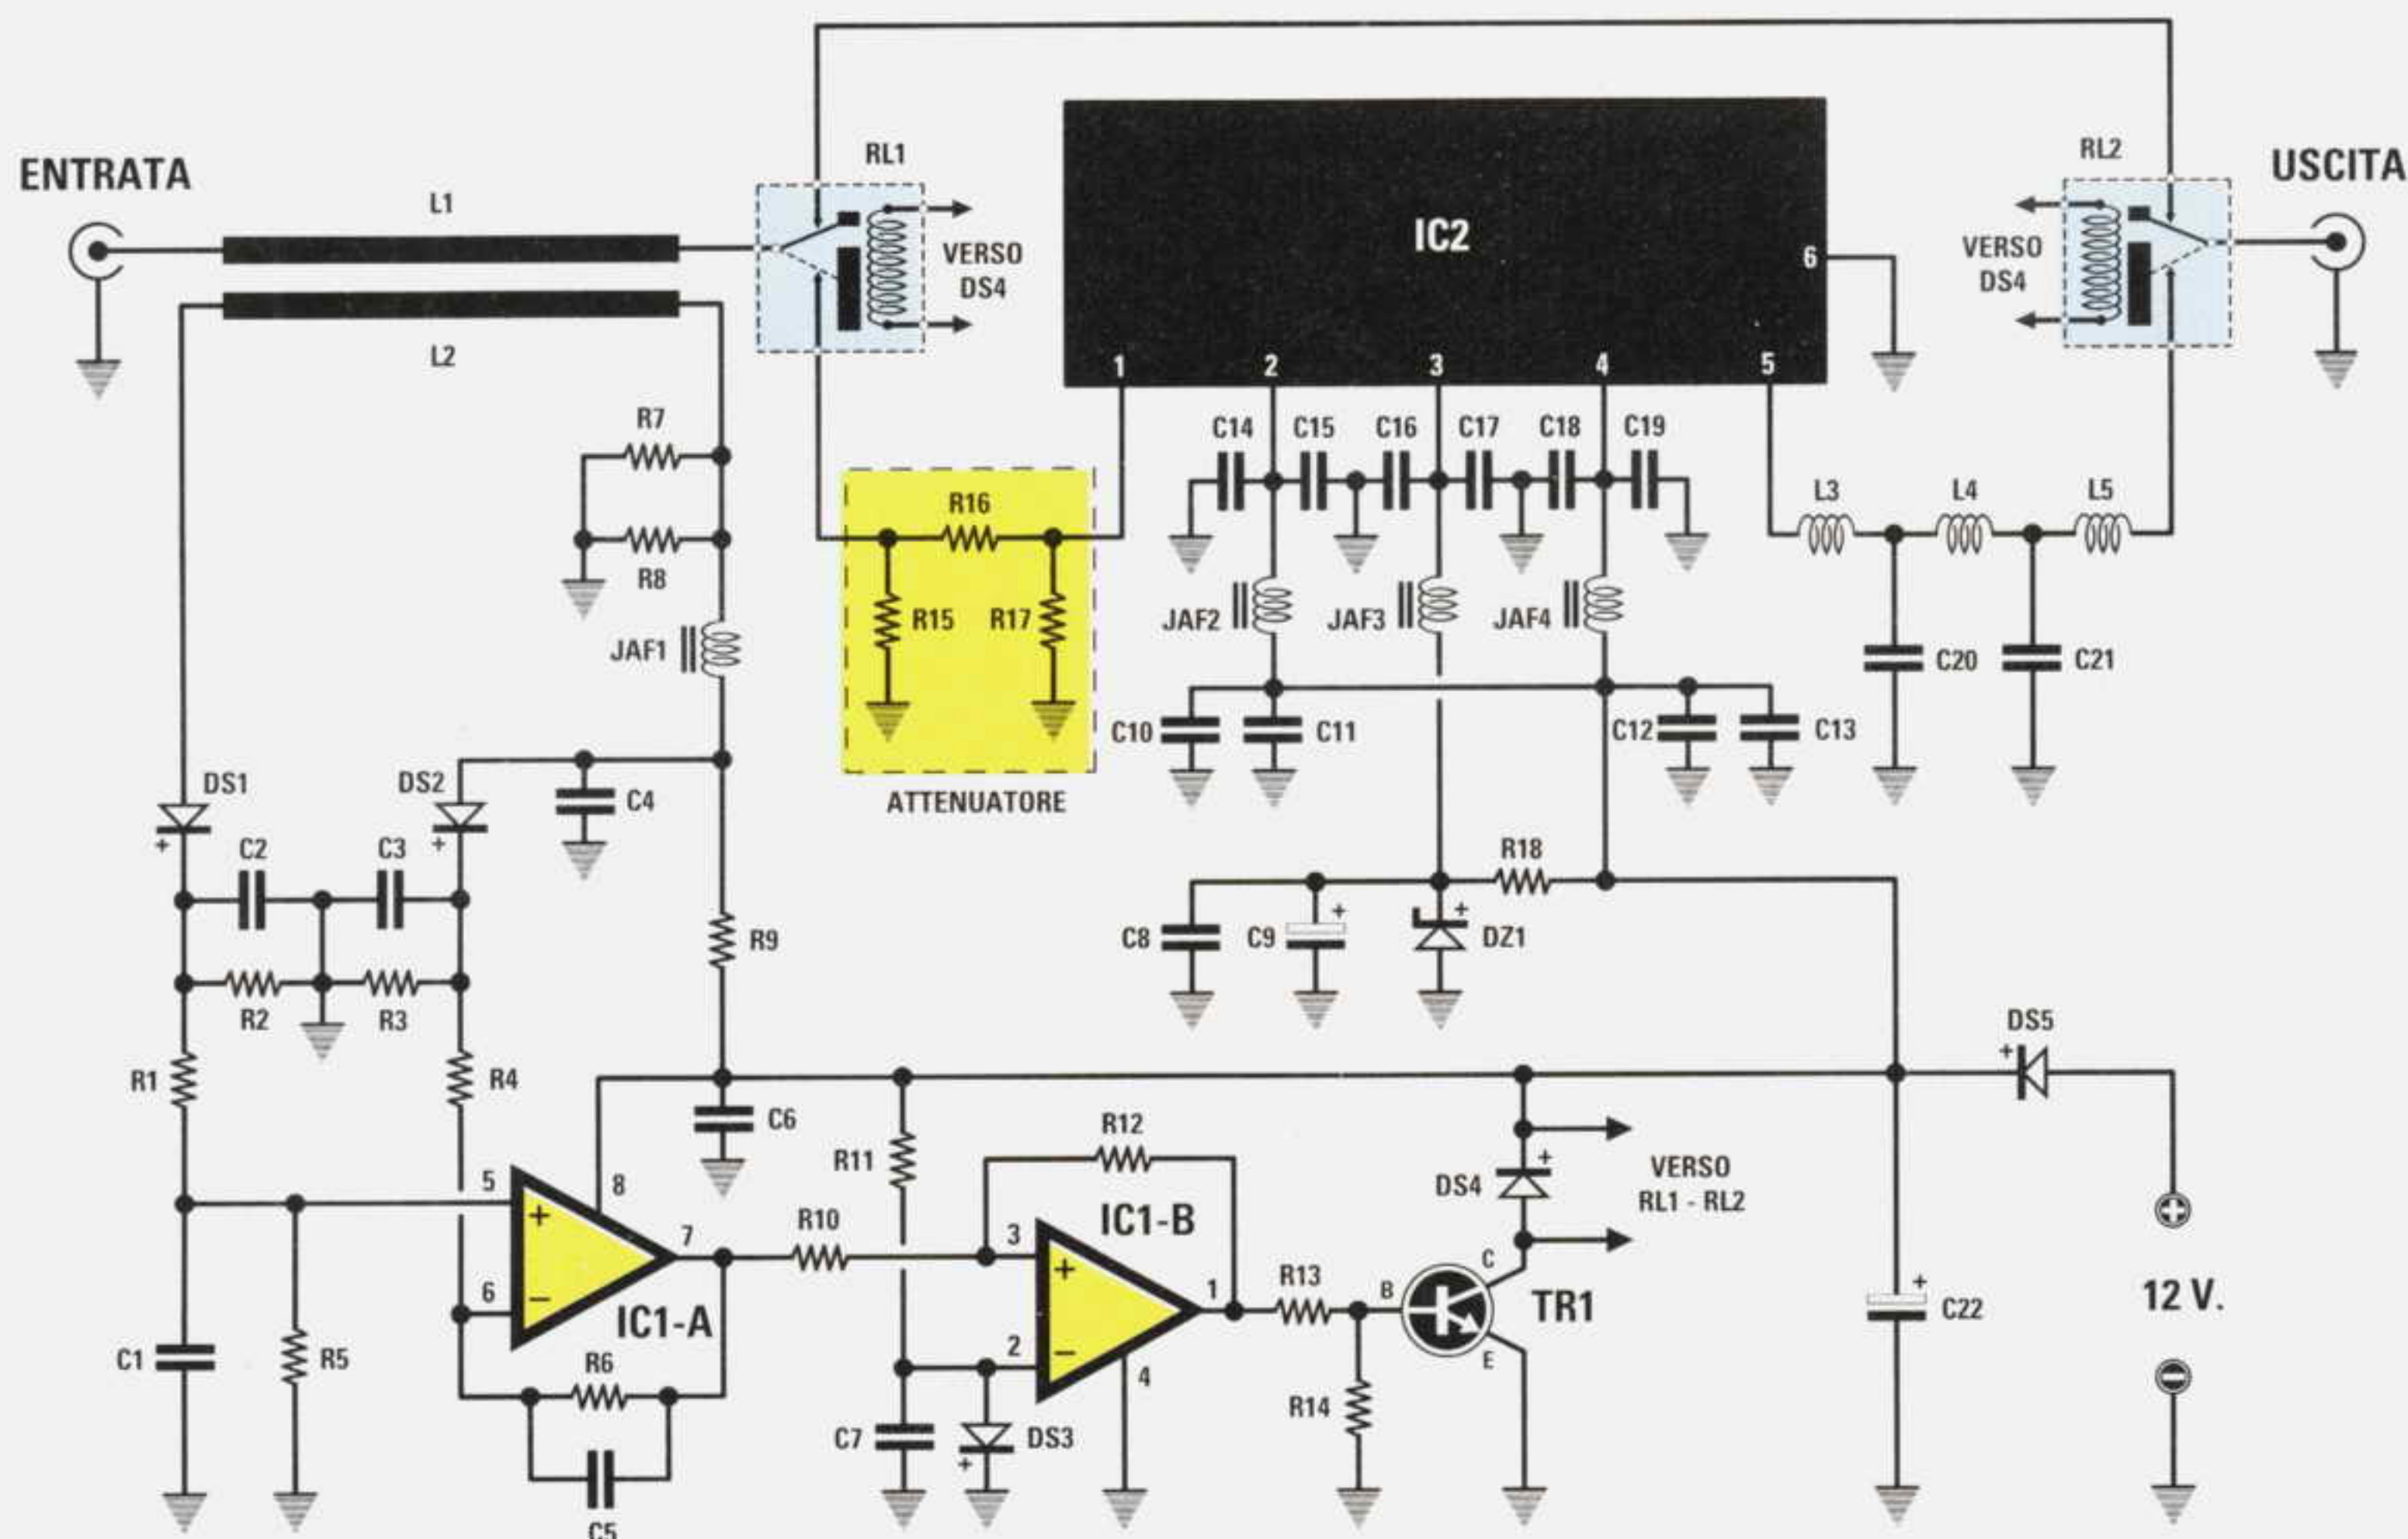 ENTRATA
L1
L2
RL1
VERSO
DS4
IC2
1
2
3
4
5
6
RL2
VERSO
DS4
USCITA
R7
R8
JAF1
R16
R15
R17
ATTENUATORE
C14
C15
C16
C17
C18
C19
JAF2
JAF3
JAF4
L3
L4
L5
C20
C21
C10
C11
C12
C13
DS1
+
DS2
+
C4
C2
C3
R2
R3
R9
R18
C8
C9
+
DZ1
+
R1
R4
C6
R11
R12
DS5
+
5
+
8
7
6
−
IC1-A
R10
IC1-B
3
+
1
2
−
4
R13
B
C
E
TR1
DS4
+
VERSO
RL1 - RL2
C22
+
+
12 V.
−
C1
R5
R6
C5
C7
DS3
+
R14